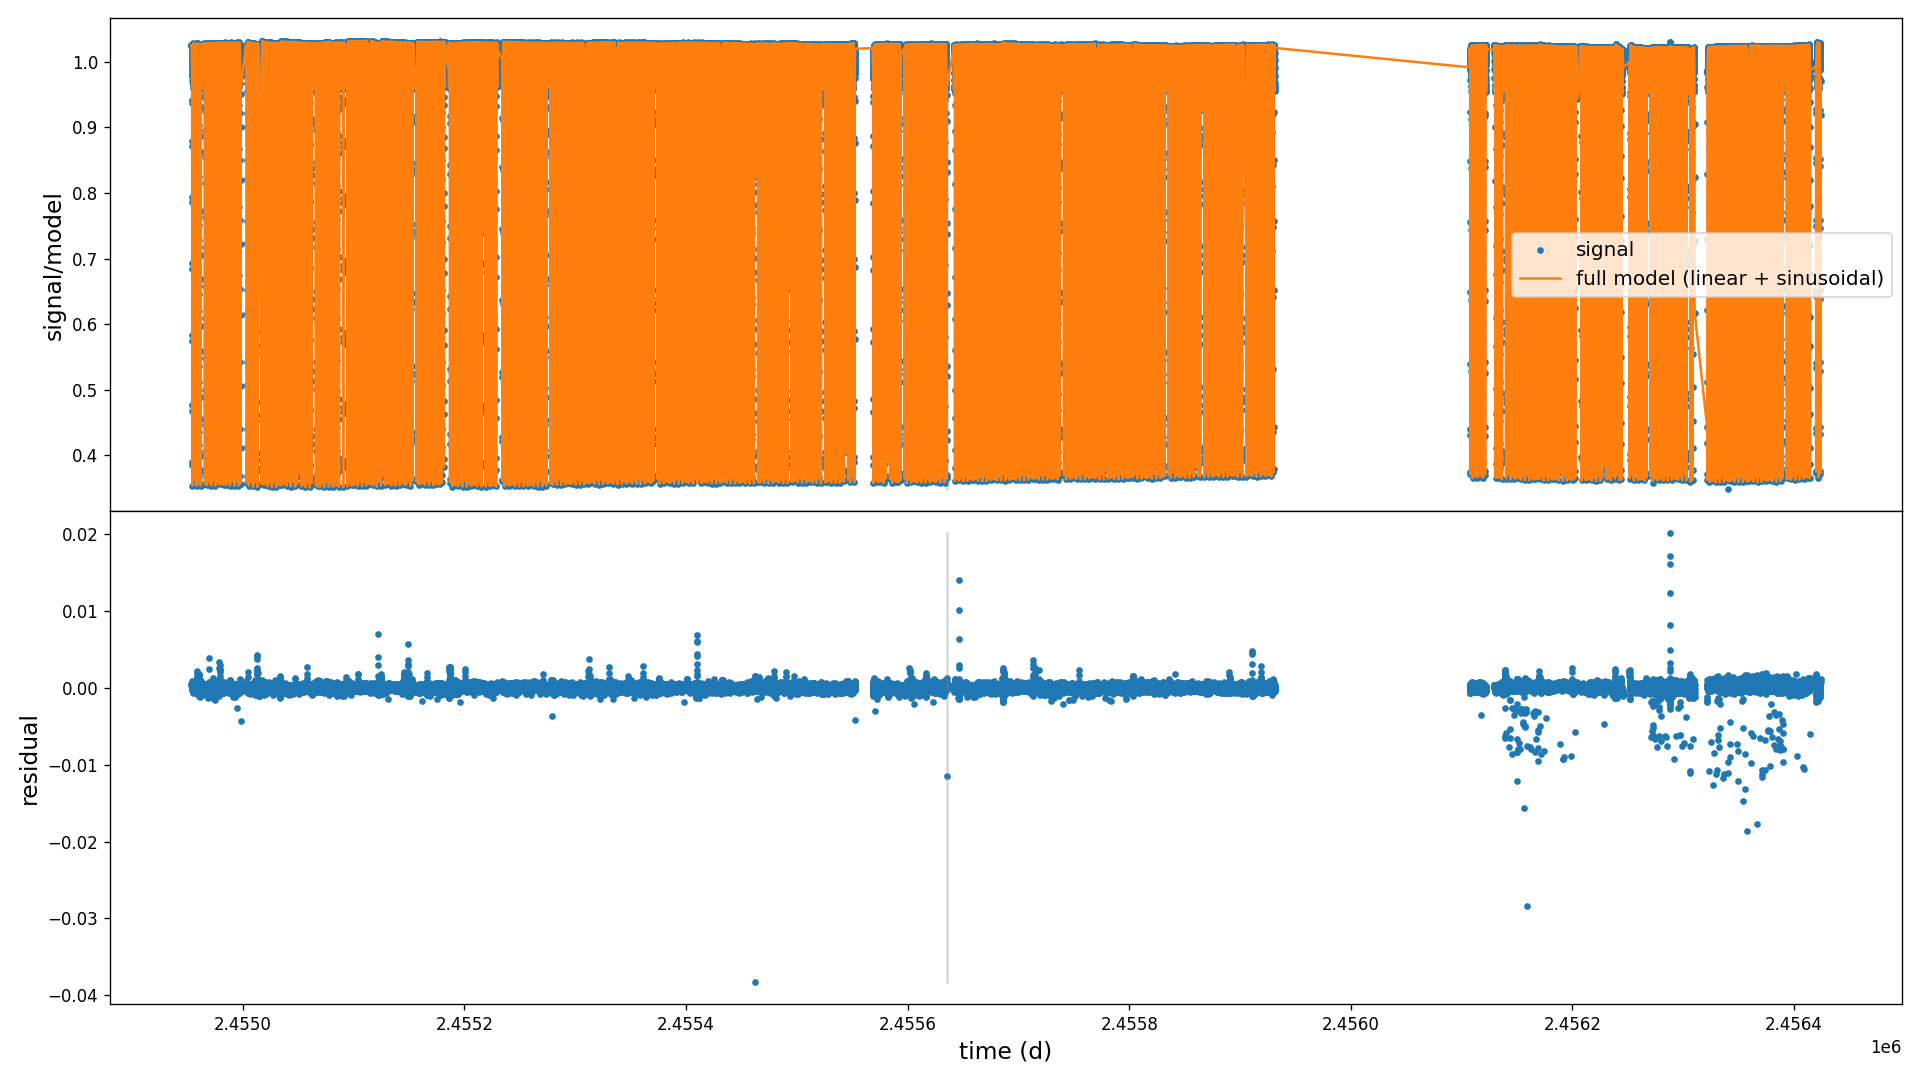 signal/model
1.0
0.9
0.8
0.7
0.6
0.5
0.4
signal
full model (linear + sinusoidal)
residual
0.02
0.01
0.00
−0.01
−0.02
−0.03
−0.04
2.4550 2.4552 2.4554 2.4556 2.4558 2.4560 2.4562 2.4564
time (d)
1e6